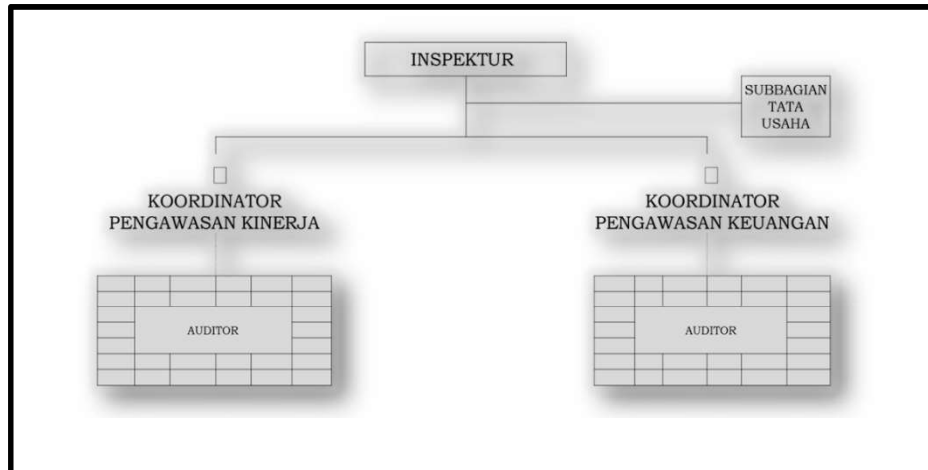 INSPEKTUR
SUBBAGIAN
TATA
USAHA
KOORDINATOR
PENGAWASAN KINERJA
KOORDINATOR
PENGAWASAN KEUANGAN
AUDITOR
AUDITOR